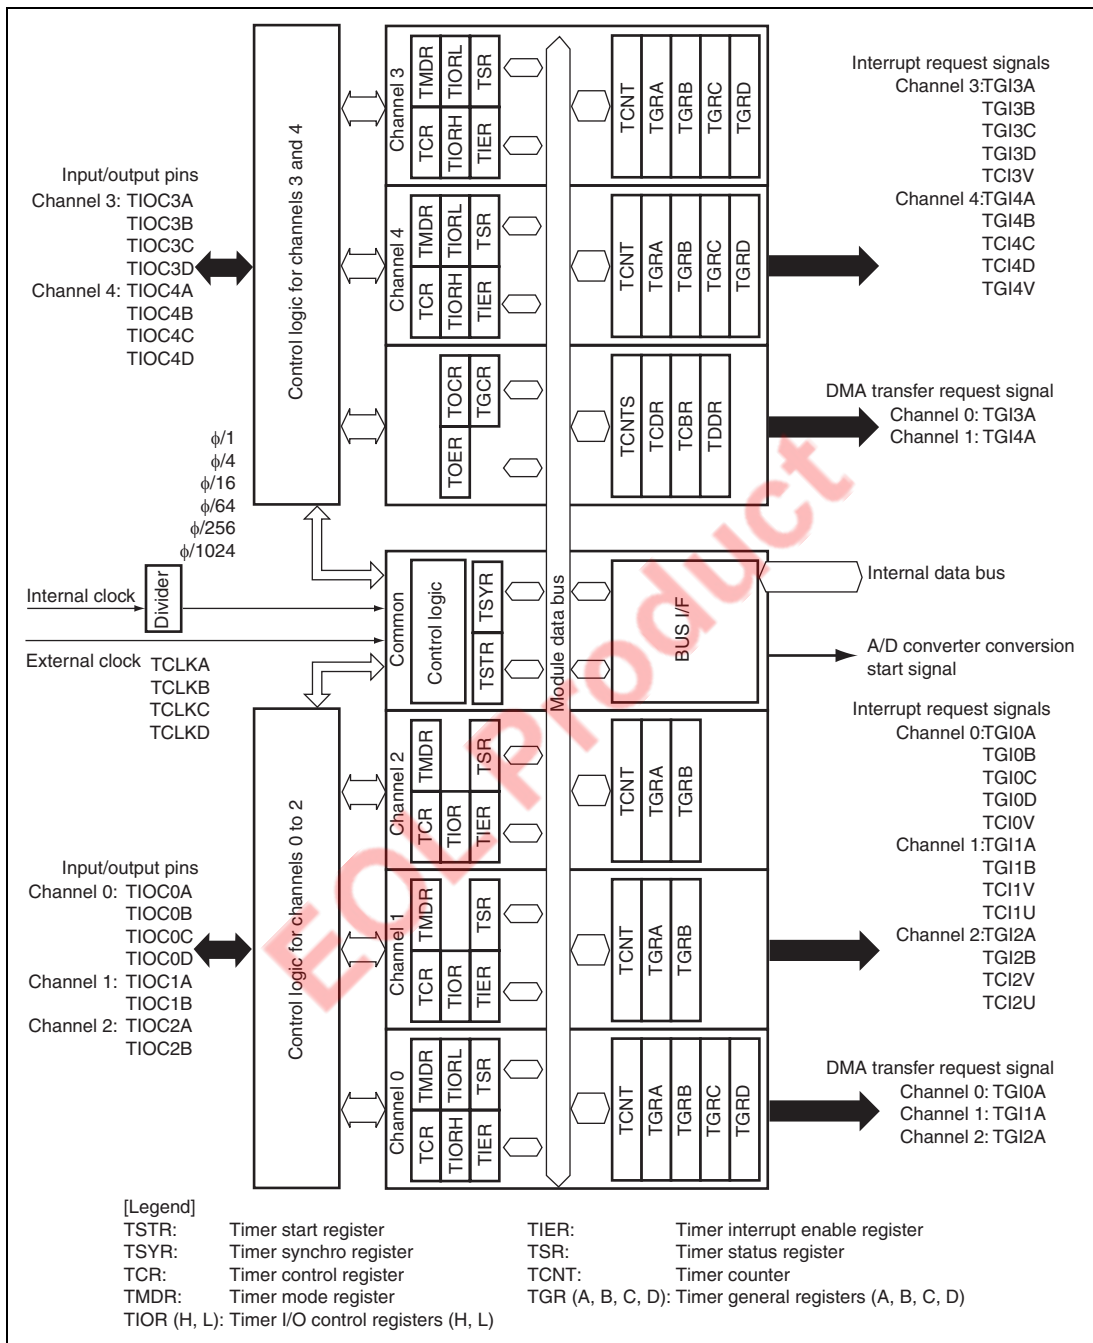 Interrupt request signals
Channel 3:TGI3A
TGI3B
TGI3C
TGI3D
TCI3V
Channel 4:TGI4A
TGI4B
TCI4C
TCI4D
TGI4V
Input/output pins
Channel 3: TIOC3A
TIOC3B
TIOC3C
TIOC3D
Channel 4: TIOC4A
TIOC4B
TIOC4C
TIOC4D
Control logic for channels 3 and 4
Channel 3
TMDR TIORL TSR
TCR TIORH TIER
TCNT TGRA TGRB TGRC TGRD
Channel 4
TMDR TIORL TSR
TCR TIORH TIER
TCNT TGRA TGRB TGRC TGRD
TOCR TGCR
TOER
TCNTS TCDR TCBR TDDR
DMA transfer request signal
Channel 0: TGI3A
Channel 1: TGI4A
ϕ/1
ϕ/4
ϕ/16
ϕ/64
ϕ/256
ϕ/1024
Internal clock
Divider
External clock
TCLKA
TCLKB
TCLKC
TCLKD
Common
Control logic
TSYR
TSTR
Module data bus
BUS I/F
Internal data bus
A/D converter conversion
start signal
Interrupt request signals
Channel 0:TGI0A
TGI0B
TGI0C
TGI0D
TCI0V
Channel 1:TGI1A
TGI1B
TCI1V
TCI1U
Channel 2:TGI2A
TGI2B
TCI2V
TCI2U
Input/output pins
Channel 0: TIOC0A
TIOC0B
TIOC0C
TIOC0D
Channel 1: TIOC1A
TIOC1B
Channel 2: TIOC2A
TIOC2B
Control logic for channels 0 to 2
Channel 2
TMDR TSR
TCR TIOR TIER
TCNT TGRA TGRB
Channel 1
TMDR TSR
TCR TIOR TIER
TCNT TGRA TGRB
Channel 0
TMDR TIORL TSR
TCR TIORH TIER
TCNT TGRA TGRB TGRC TGRD
DMA transfer request signal
Channel 0: TGI0A
Channel 1: TGI1A
Channel 2: TGI2A
EOL Product
[Legend]
TSTR: Timer start register
TSYR: Timer synchro register
TCR: Timer control register
TMDR: Timer mode register
TIOR (H, L): Timer I/O control registers (H, L)
TIER: Timer interrupt enable register
TSR: Timer status register
TCNT: Timer counter
TGR (A, B, C, D): Timer general registers (A, B, C, D)